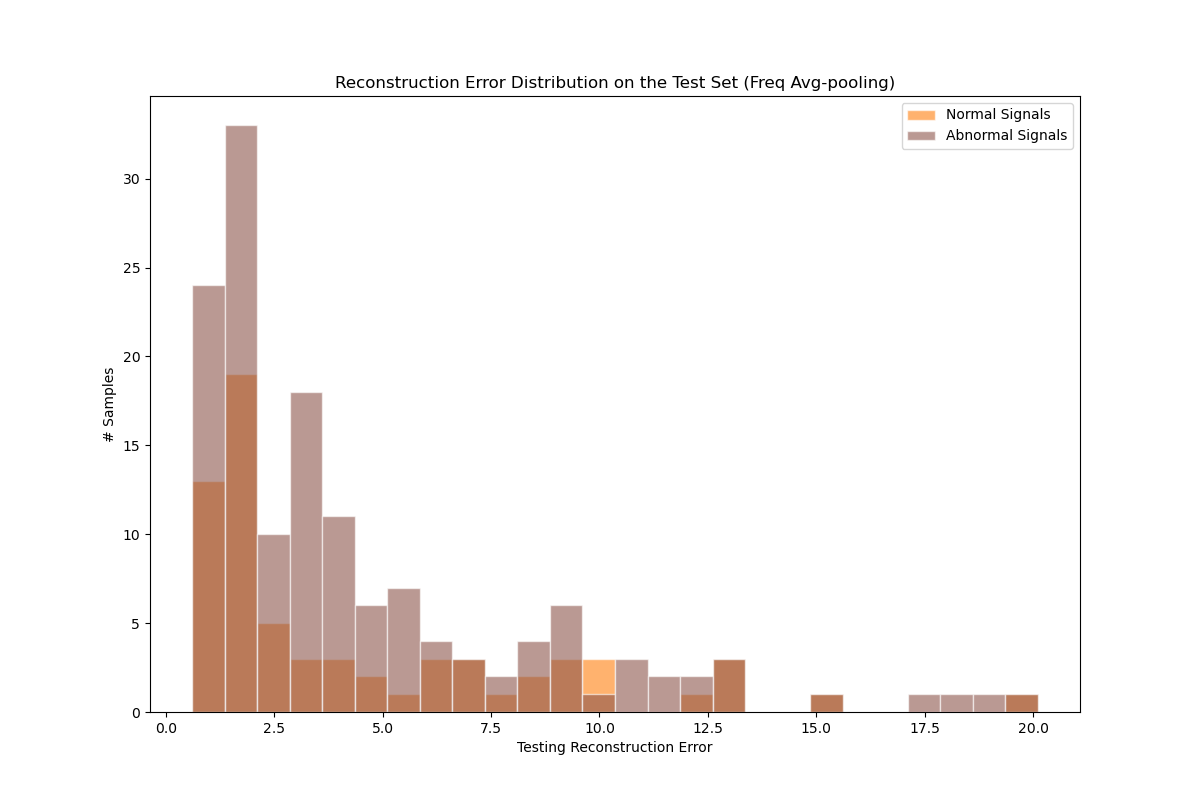 Reconstruction Error Distribution on the Test Set (Freq Avg-pooling)
Normal Signals
Abnormal Signals
30
25
20
15
10
5
0
# Samples
0.0 2.5 5.0 7.5 10.0 12.5 15.0 17.5 20.0
Testing Reconstruction Error